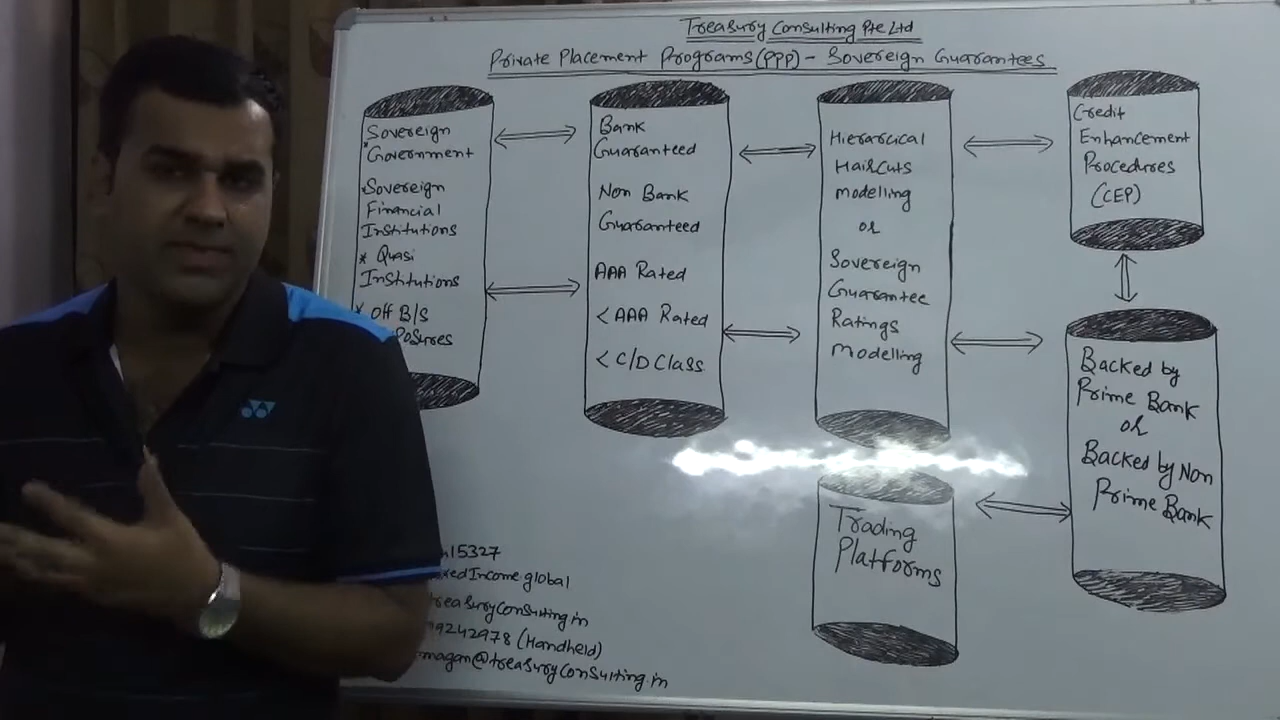 Treasury Consulting Pte Ltd
Private Placement Programs (PPP) - Sovereign Guarantees
Sovereign
*Government
*Sovereign
Financial
Institutions
* Quasi
Institutions
* Off B/S
Bank
Guaranteed
Non Bank
Guaranteed
AAA Rated
< AAA Rated
< C/D Class
Hierarcical
HairCuts
Modelling
or
Sovereign
Guarantee
Ratings
Modelling
Credit
Enhancement
Procedures
(CEP)
Backed by
Prime Bank
or
Backed by Non
Prime Bank
Trading
Platforms
15327
Income global
treasuryconsulting.in
9242978 (Handheld)
magan@treasuryconsulting.in